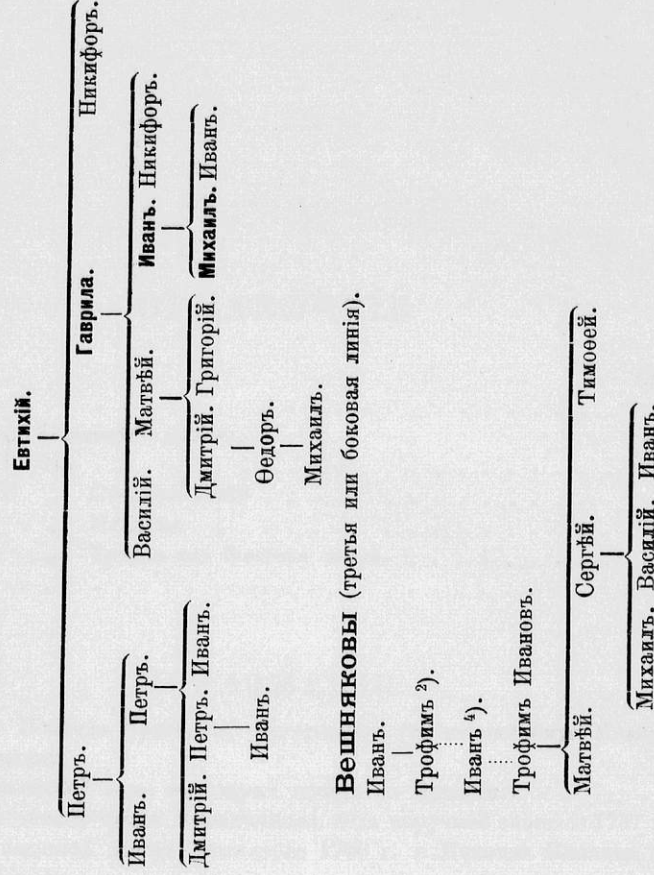 Евтихій.
Петръ. Гаврила. Никифоръ.
Иванъ. Петръ. Василій. Матвѣй. Иванъ. Никифоръ.
Дмитрій. Петръ. Иванъ. Дмитрій. Григорій. Михаилъ. Иванъ.
Иванъ. Ѳедоръ.
Михаилъ.
Вешняковы (третья или боковая линія).
Иванъ.
Трофимъ ²).
Иванъ ⁴).
Трофимъ Ивановъ.
Матвѣй. Сергѣй. Тимоѳей.
Михаилъ. Василій. Иванъ.